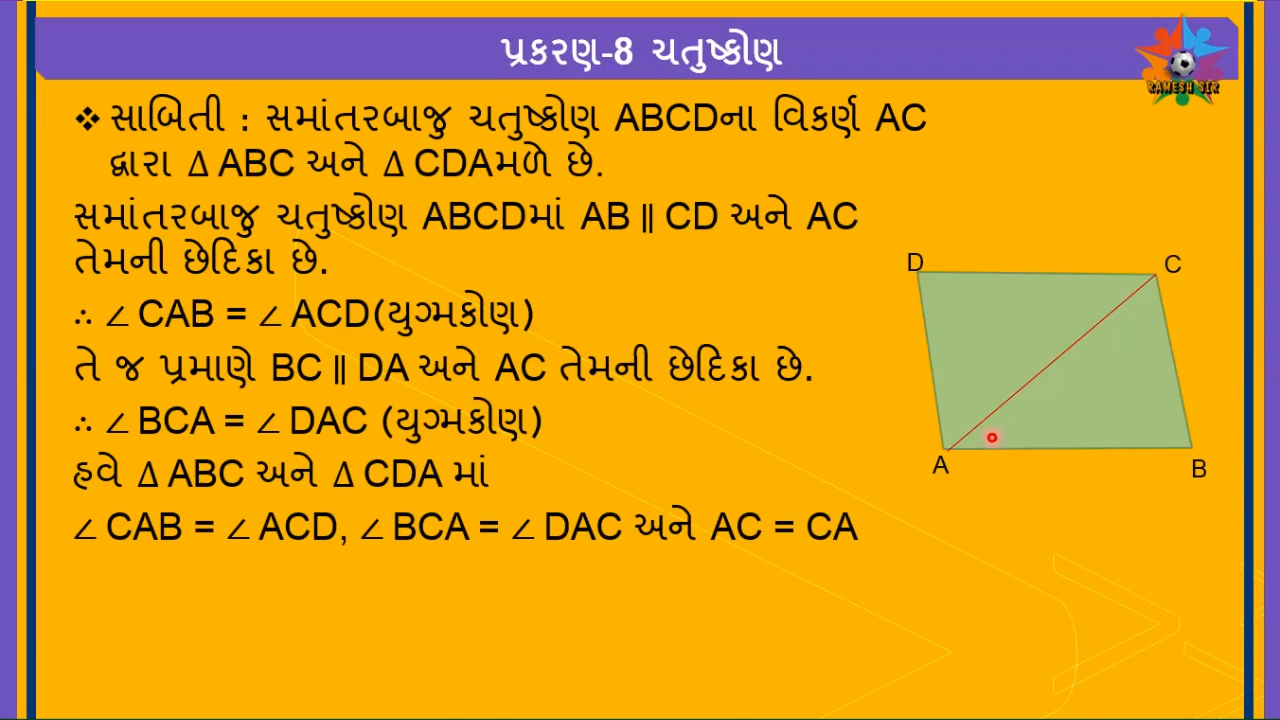 પ્રકરણ-8 ચતુષ્કોણ
RAMESH SIR
❖ સાબિતી : સમાંતરબાજુ ચતુષ્કોણ ABCDના વિકર્ણ AC
દ્વારા ∆ ABC અને ∆ CDAમળે છે.
સમાંતરબાજુ ચતુષ્કોણ ABCDમાં AB || CD અને AC
તેમની છેદિકા છે.
∴ ∠ CAB = ∠ ACD(યુગ્મકોણ)
તે જ પ્રમાણે BC || DA અને AC તેમની છેદિકા છે.
∴ ∠ BCA = ∠ DAC (યુગ્મકોણ)
હવે ∆ ABC અને ∆ CDA માં
∠ CAB = ∠ ACD, ∠ BCA = ∠ DAC અને AC = CA
D C
A B